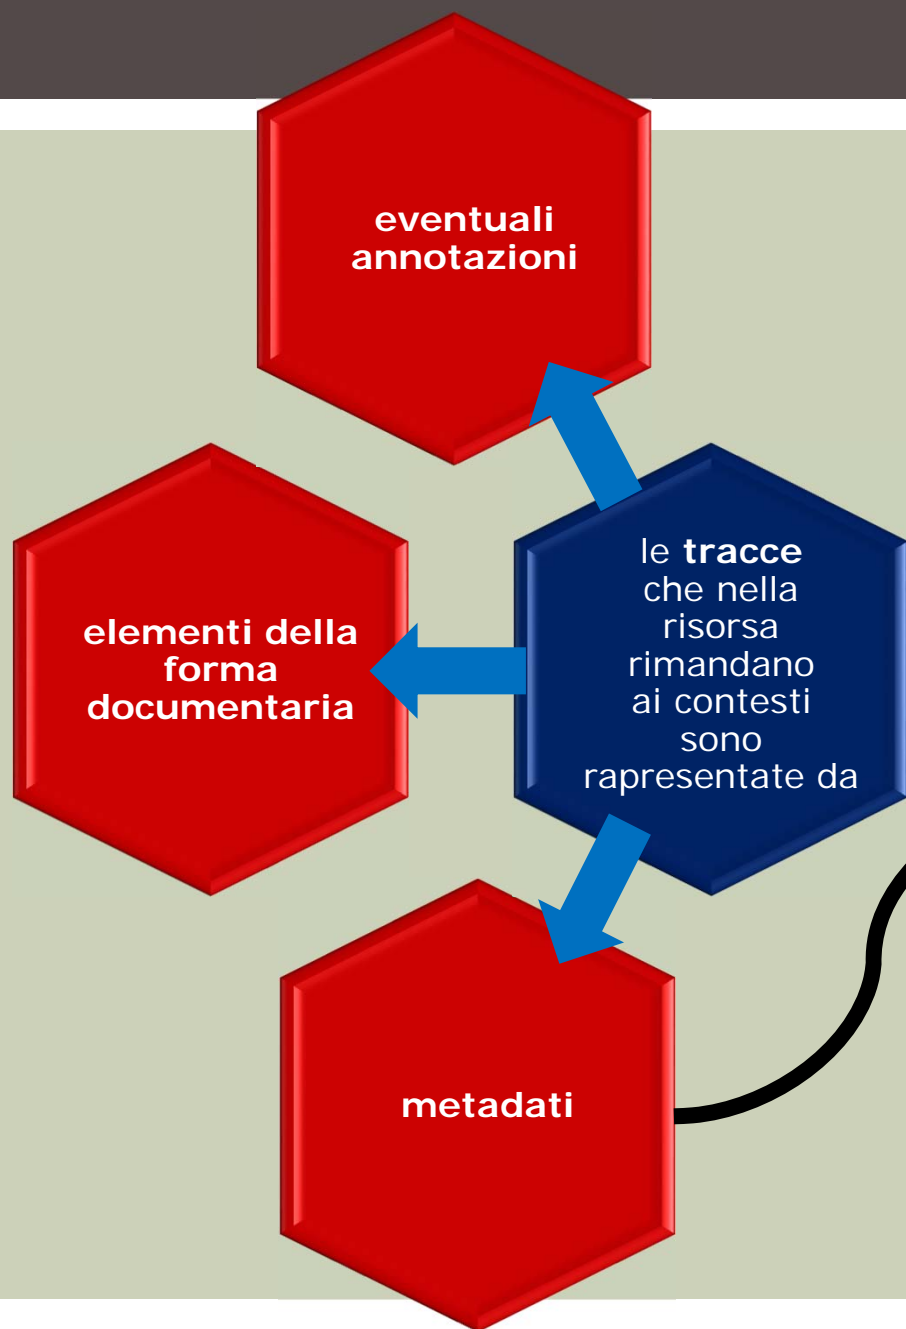 eventuali
annotazioni
elementi della
forma
documentaria
le tracce
che nella
risorsa
rimandano
ai contesti
sono
rapresentate da
metadati